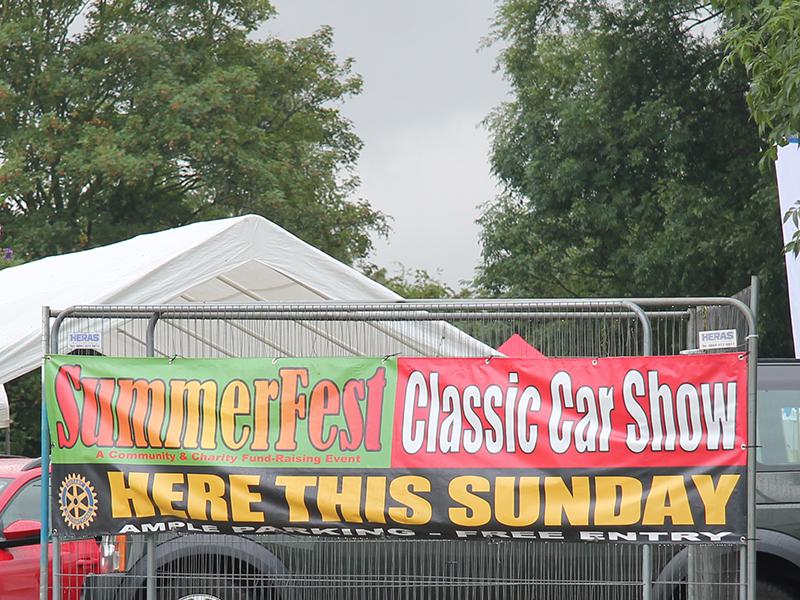 HERAS
HERAS
SummerFest
A Community & Charity Fund-Raising Event
Classic Car Show
HERE THIS SUNDAY
AMPLE PARKING - FREE ENTRY